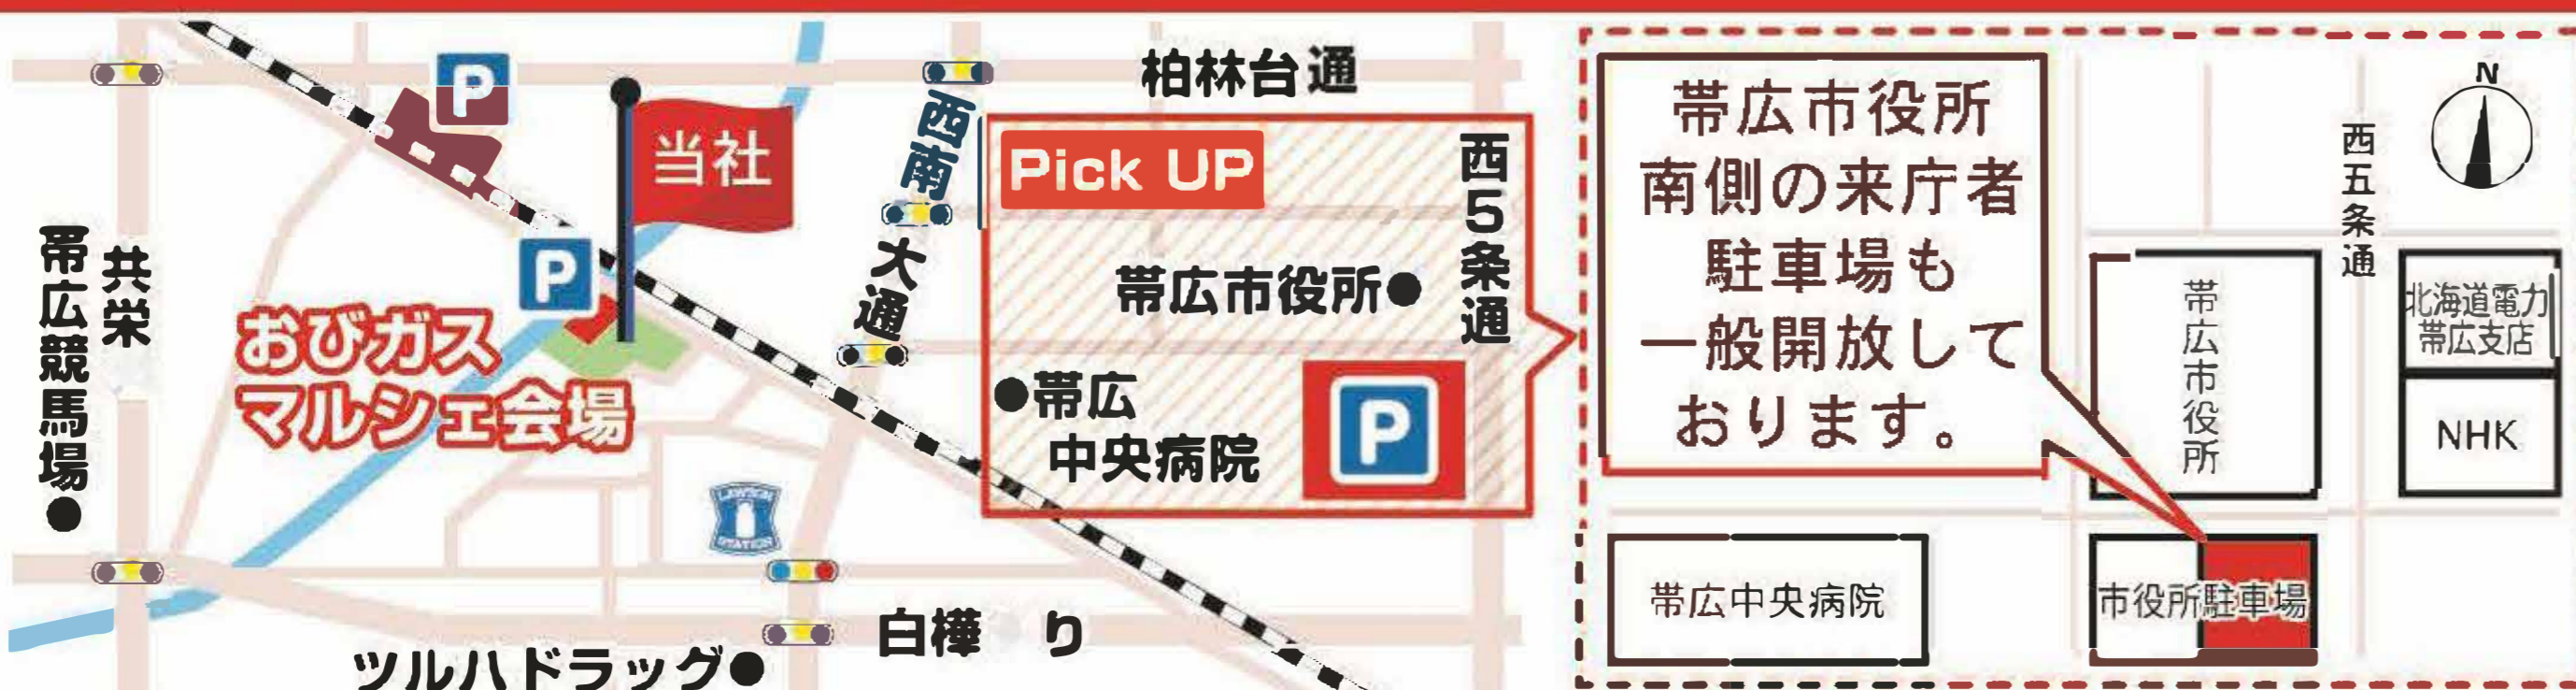 P
当社
P
おびガス
マルシェ会場
共栄
帯広競馬場●
西南
大通
柏林台通
Pick UP
西5条通
帯広市役所●
●帯広
中央病院
P
LAWSON
STATION
白樺 り
ツルハドラッグ●
帯広市役所
南側の来庁者
駐車場も
一般開放して
おります。
N
西五条通
帯広市役所
北海道電力
帯広支店
NHK
帯広中央病院
市役所駐車場